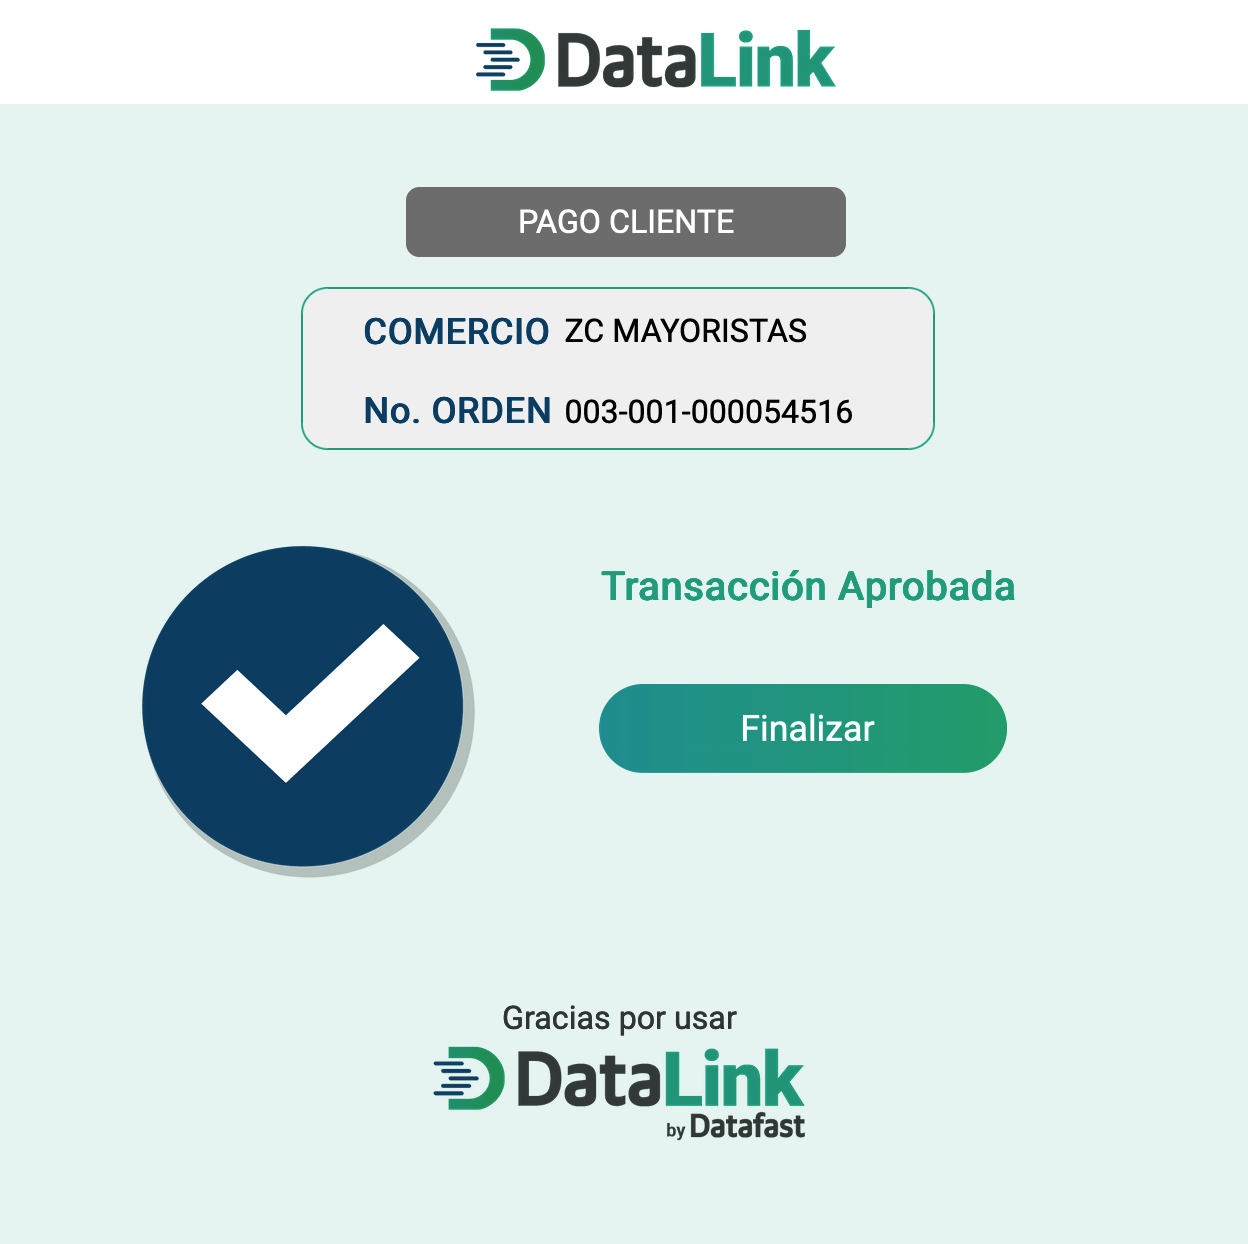 DataLink
PAGO CLIENTE
COMERCIO ZC MAYORISTAS
No. ORDEN 003-001-000054516
Transacción Aprobada
Finalizar
Gracias por usar
DataLink
by Datafast